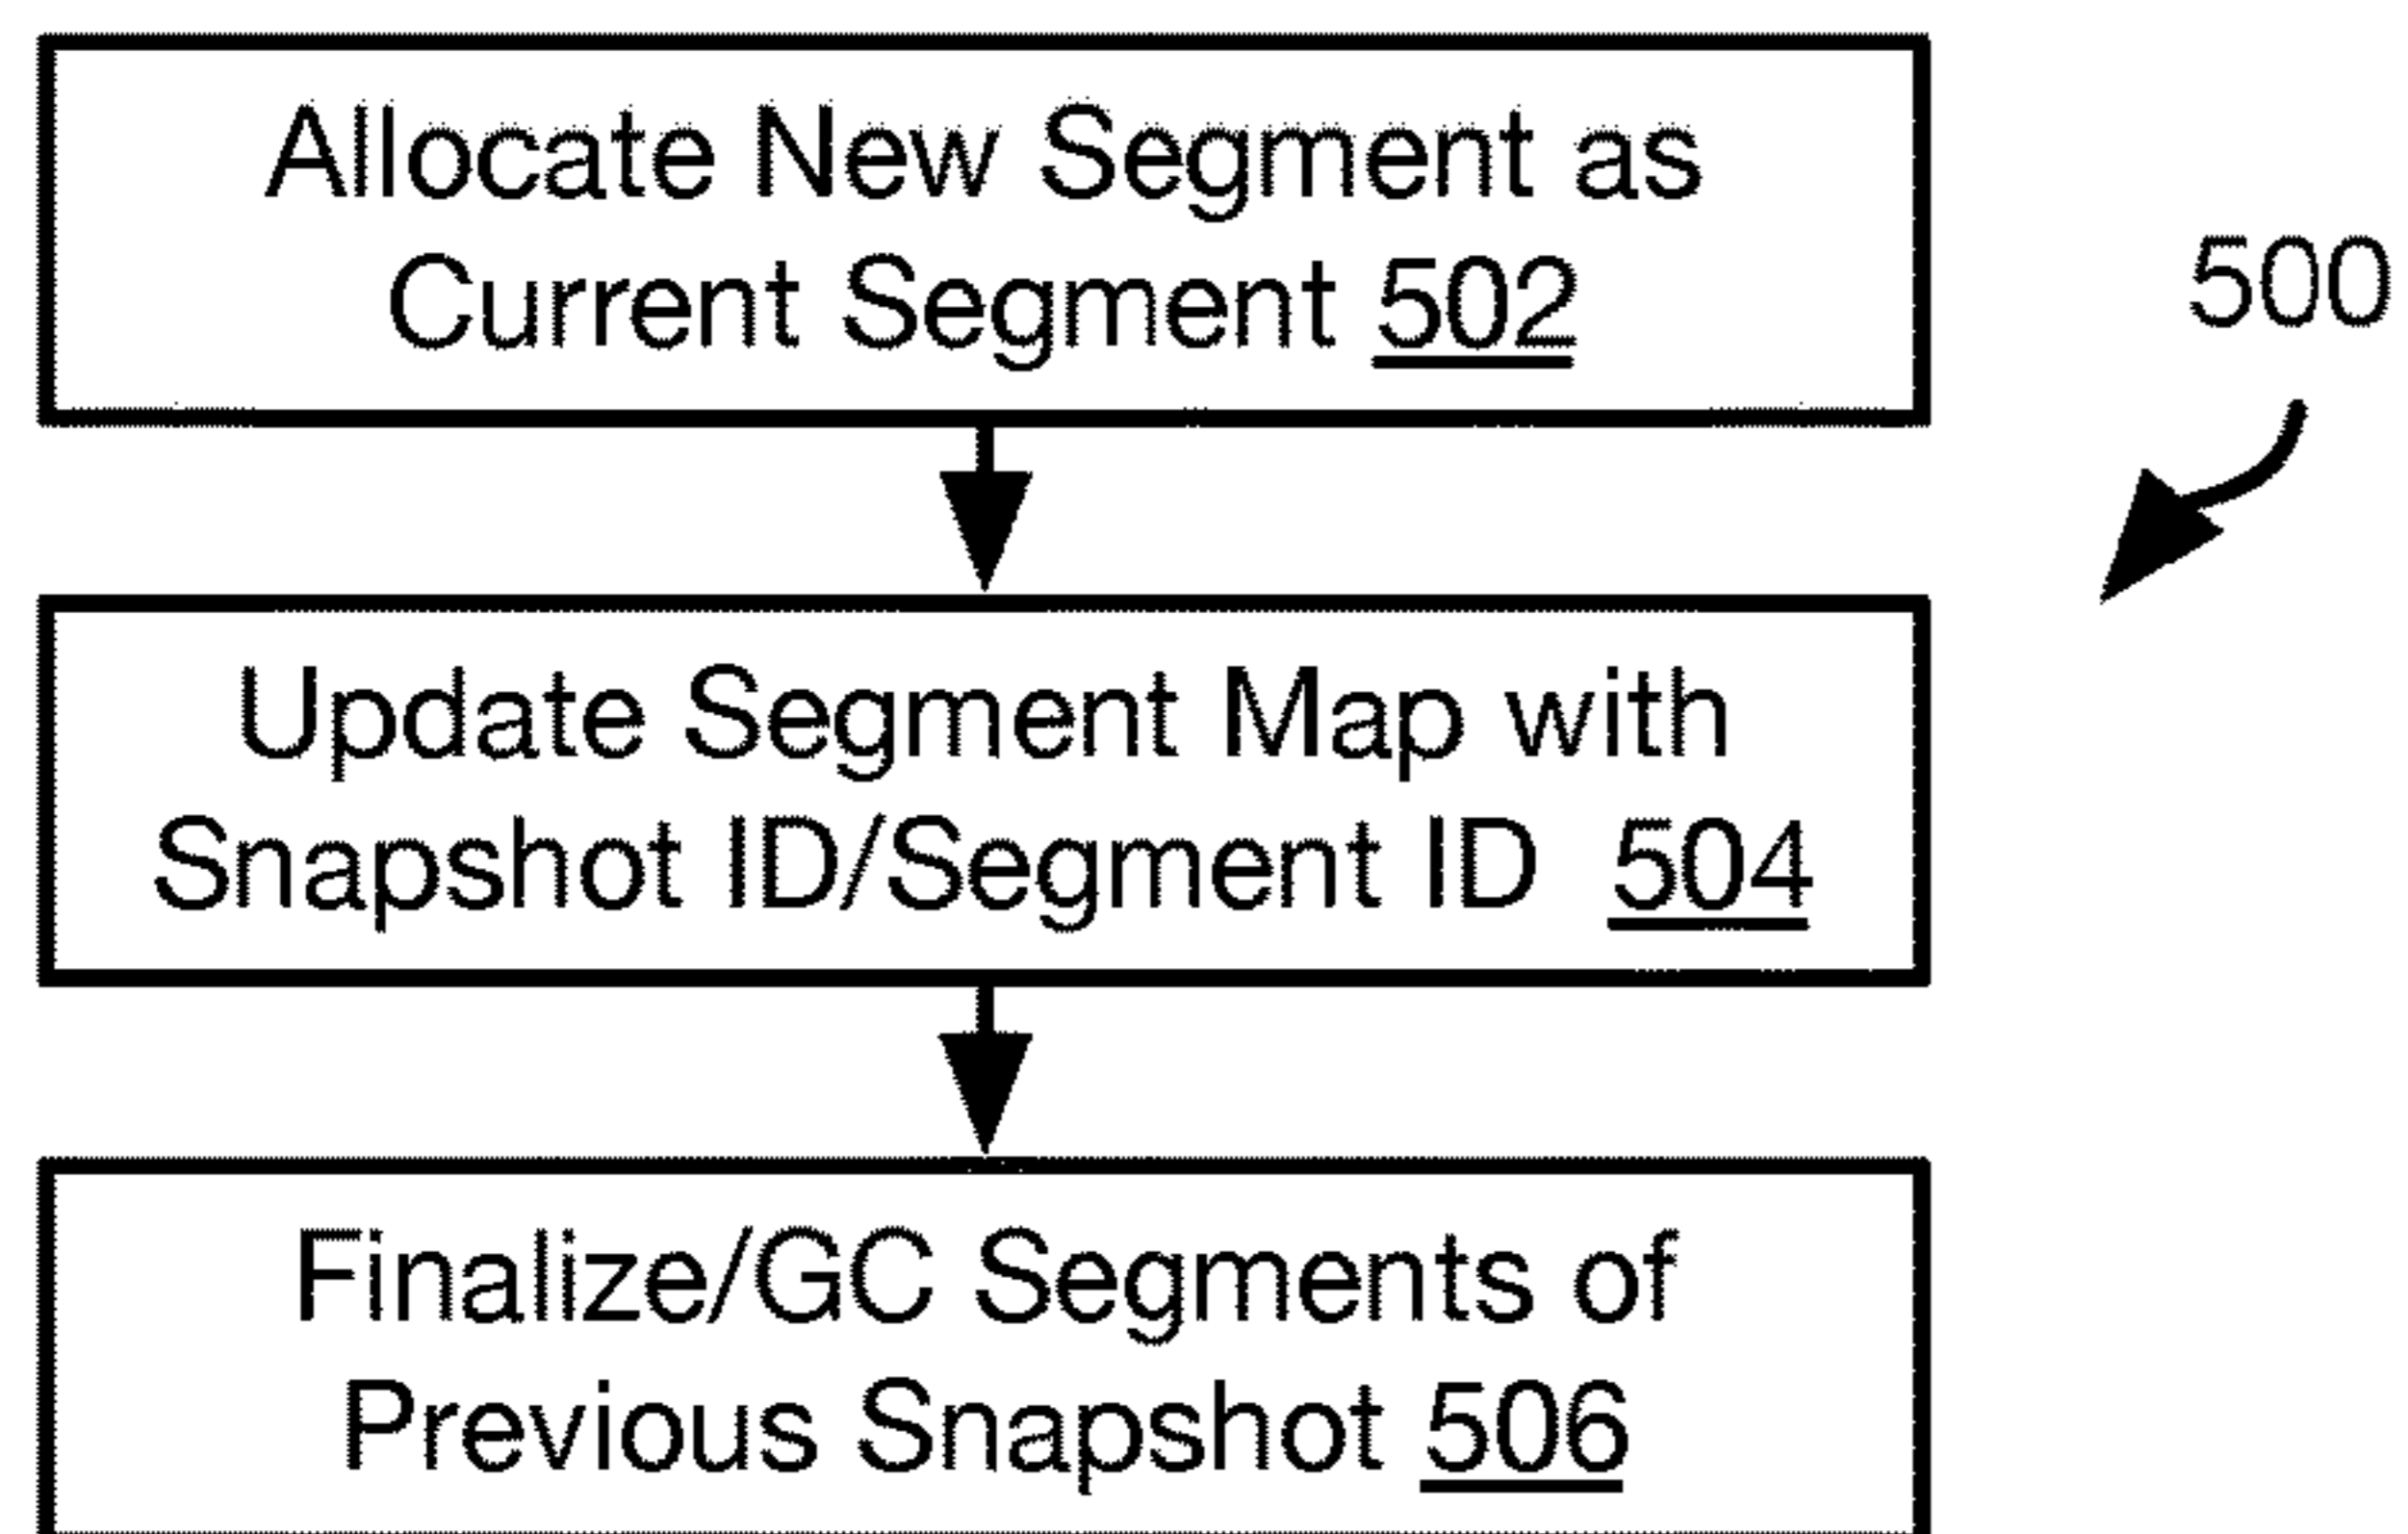 Allocate New Segment as
Current Segment 502
500
Update Segment Map with
Snapshot ID/Segment ID 504
Finalize/GC Segments of
Previous Snapshot 506